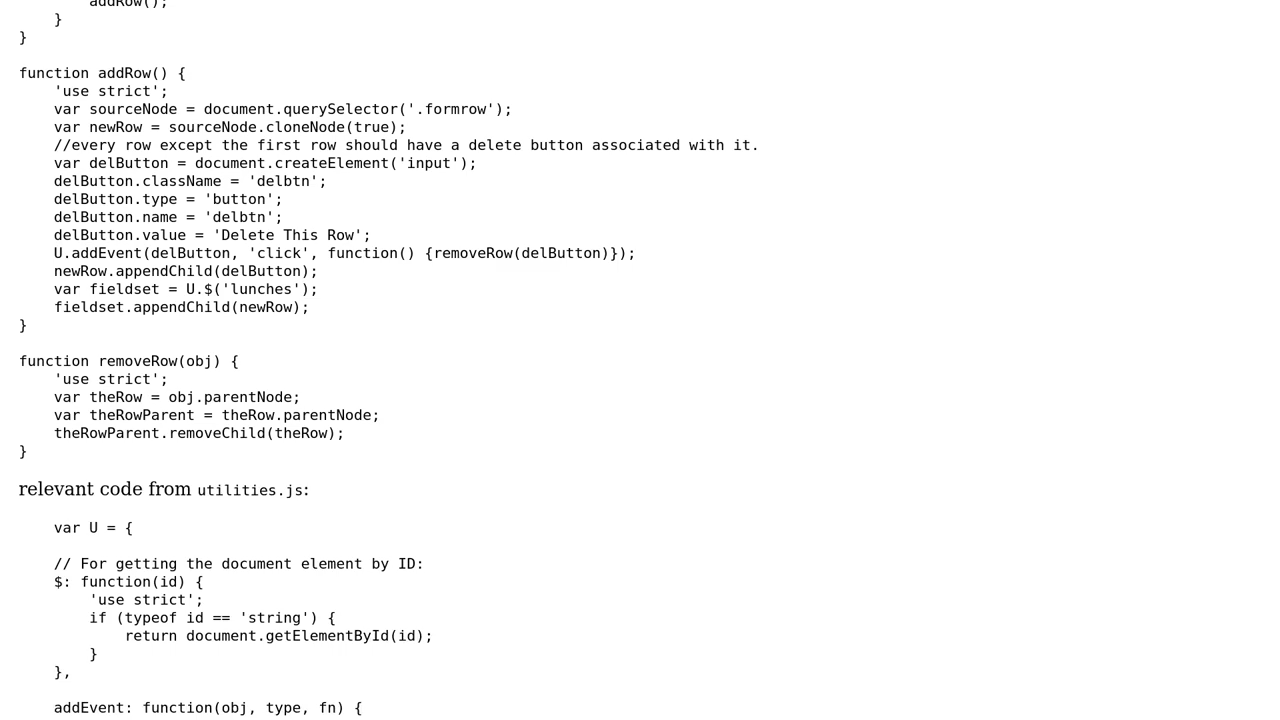 addRow();
    }
}

function addRow() {
    'use strict';
    var sourceNode = document.querySelector('.formrow');
    var newRow = sourceNode.cloneNode(true);
    //every row except the first row should have a delete button associated with it.
    var delButton = document.createElement('input');
    delButton.className = 'delbtn';
    delButton.type = 'button';
    delButton.name = 'delbtn';
    delButton.value = 'Delete This Row';
    U.addEvent(delButton, 'click', function() {removeRow(delButton)});
    newRow.appendChild(delButton);
    var fieldset = U.$('lunches');
    fieldset.appendChild(newRow);
}

function removeRow(obj) {
    'use strict';
    var theRow = obj.parentNode;
    var theRowParent = theRow.parentNode;
    theRowParent.removeChild(theRow);
}

relevant code from utilities.js:

    var U = {

    // For getting the document element by ID:
    $: function(id) {
        'use strict';
        if (typeof id == 'string') {
            return document.getElementById(id);
        }
    },

    addEvent: function(obj, type, fn) {